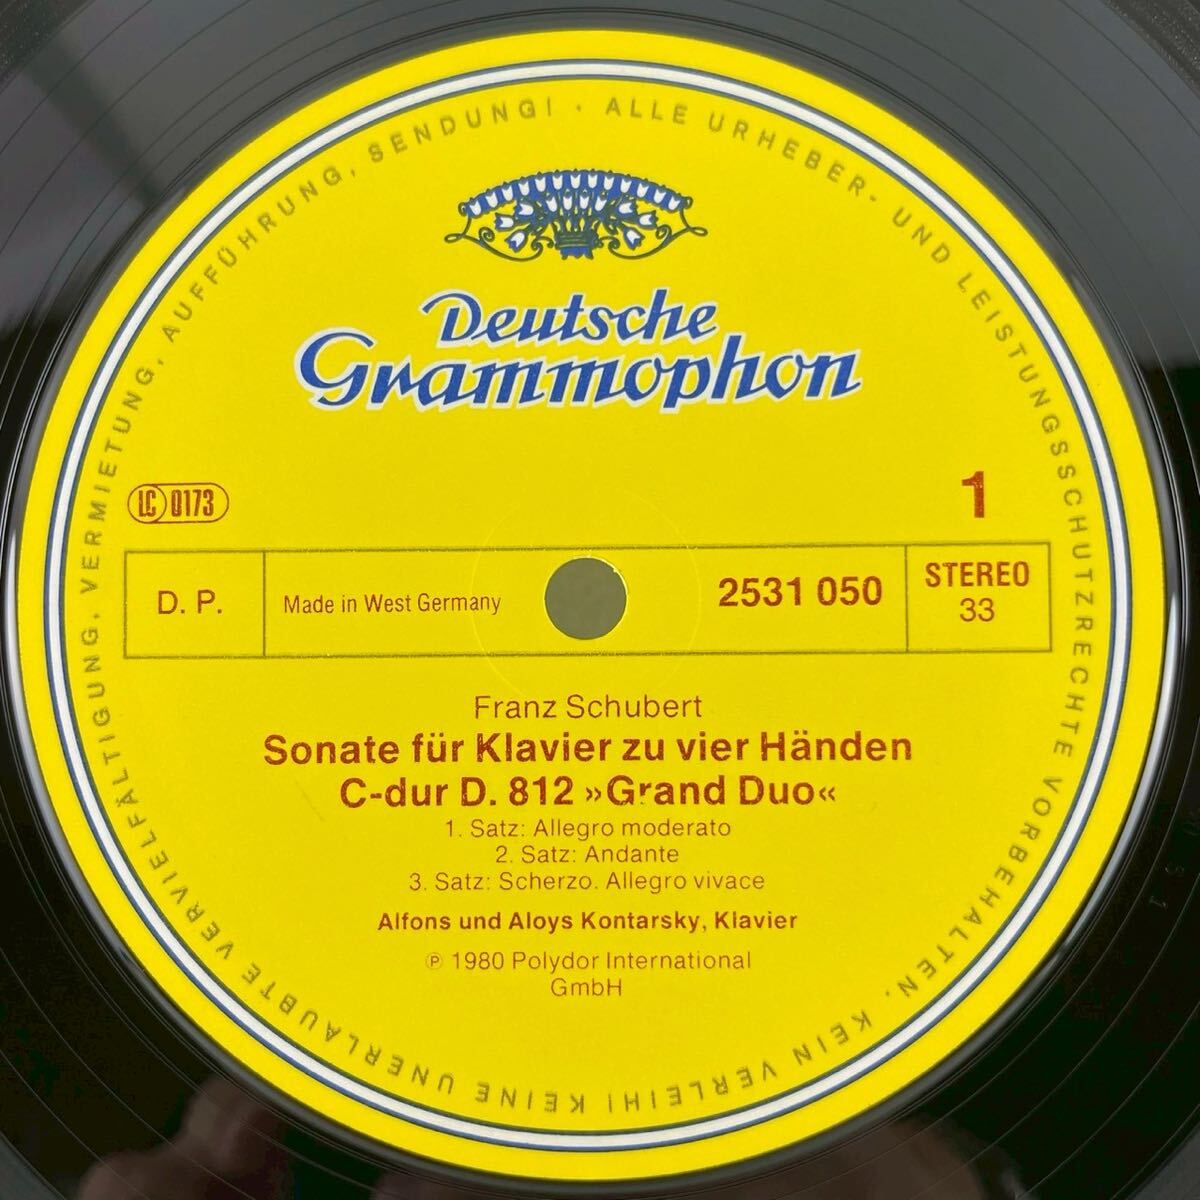 ALLE URHEBER- UND LEISTUNGSSCHUTZRECHTE VORBEHALTEN. KEIN VERLEIH! KEINE UNERLAUBTE VERVIELFÄLTIGUNG, VERMIETUNG, AUFFÜHRUNG, SENDUNG! ·
Deutsche
Grammophon
LC 0173
1
D. P.
Made in West Germany
2531 050
STEREO
33
Franz Schubert
Sonate für Klavier zu vier Händen
C-dur D. 812 »Grand Duo«
1. Satz: Allegro moderato
2. Satz: Andante
3. Satz: Scherzo. Allegro vivace
Alfons und Aloys Kontarsky, Klavier
℗ 1980 Polydor International
GmbH